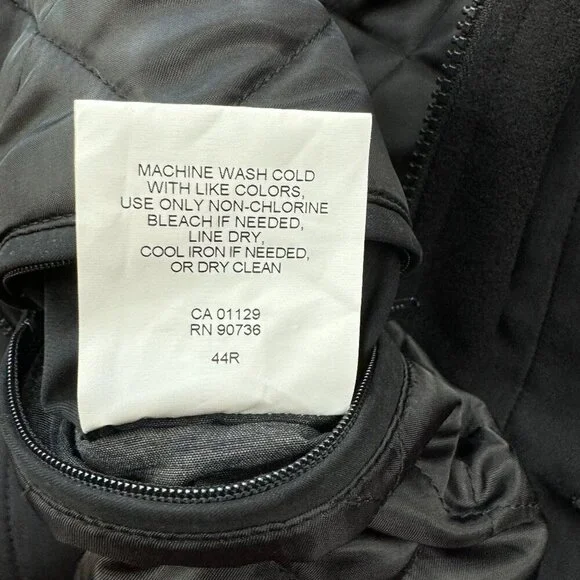 MACHINE WASH COLD
WITH LIKE COLORS,
USE ONLY NON-CHLORINE
BLEACH IF NEEDED,
LINE DRY,
COOL IRON IF NEEDED,
OR DRY CLEAN
CA 01129
RN 90736
44R